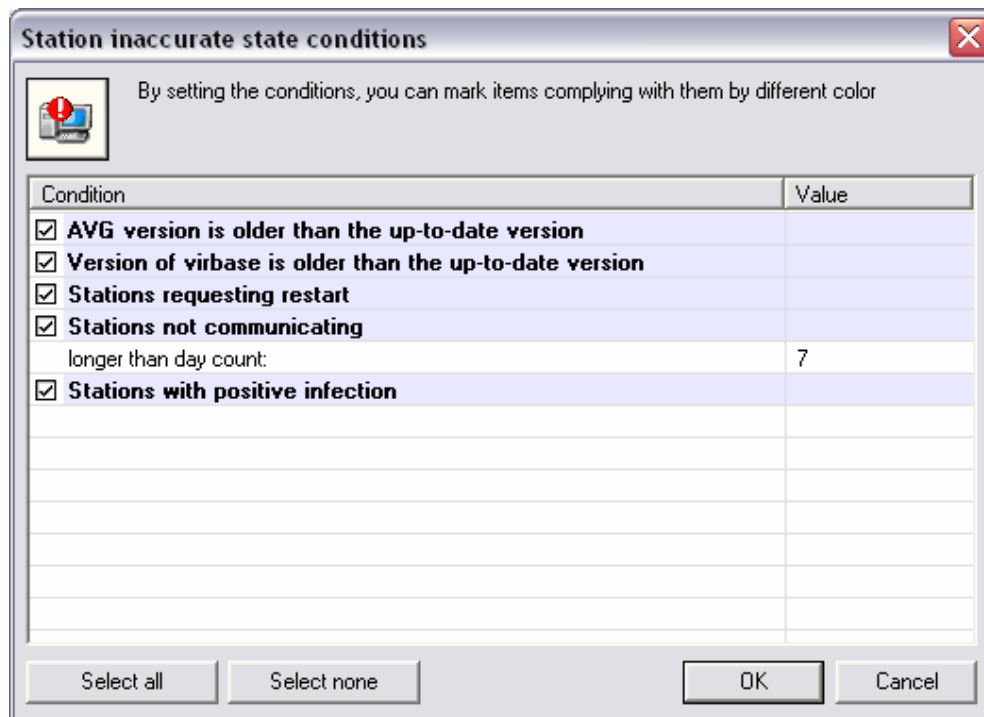 Station inaccurate state conditions
By setting the conditions, you can mark items complying with them by different color
Condition Value
AVG version is older than the up-to-date version
Version of virbase is older than the up-to-date version
Stations requesting restart
Stations not communicating
longer than day count: 7
Stations with positive infection
Select all Select none OK Cancel